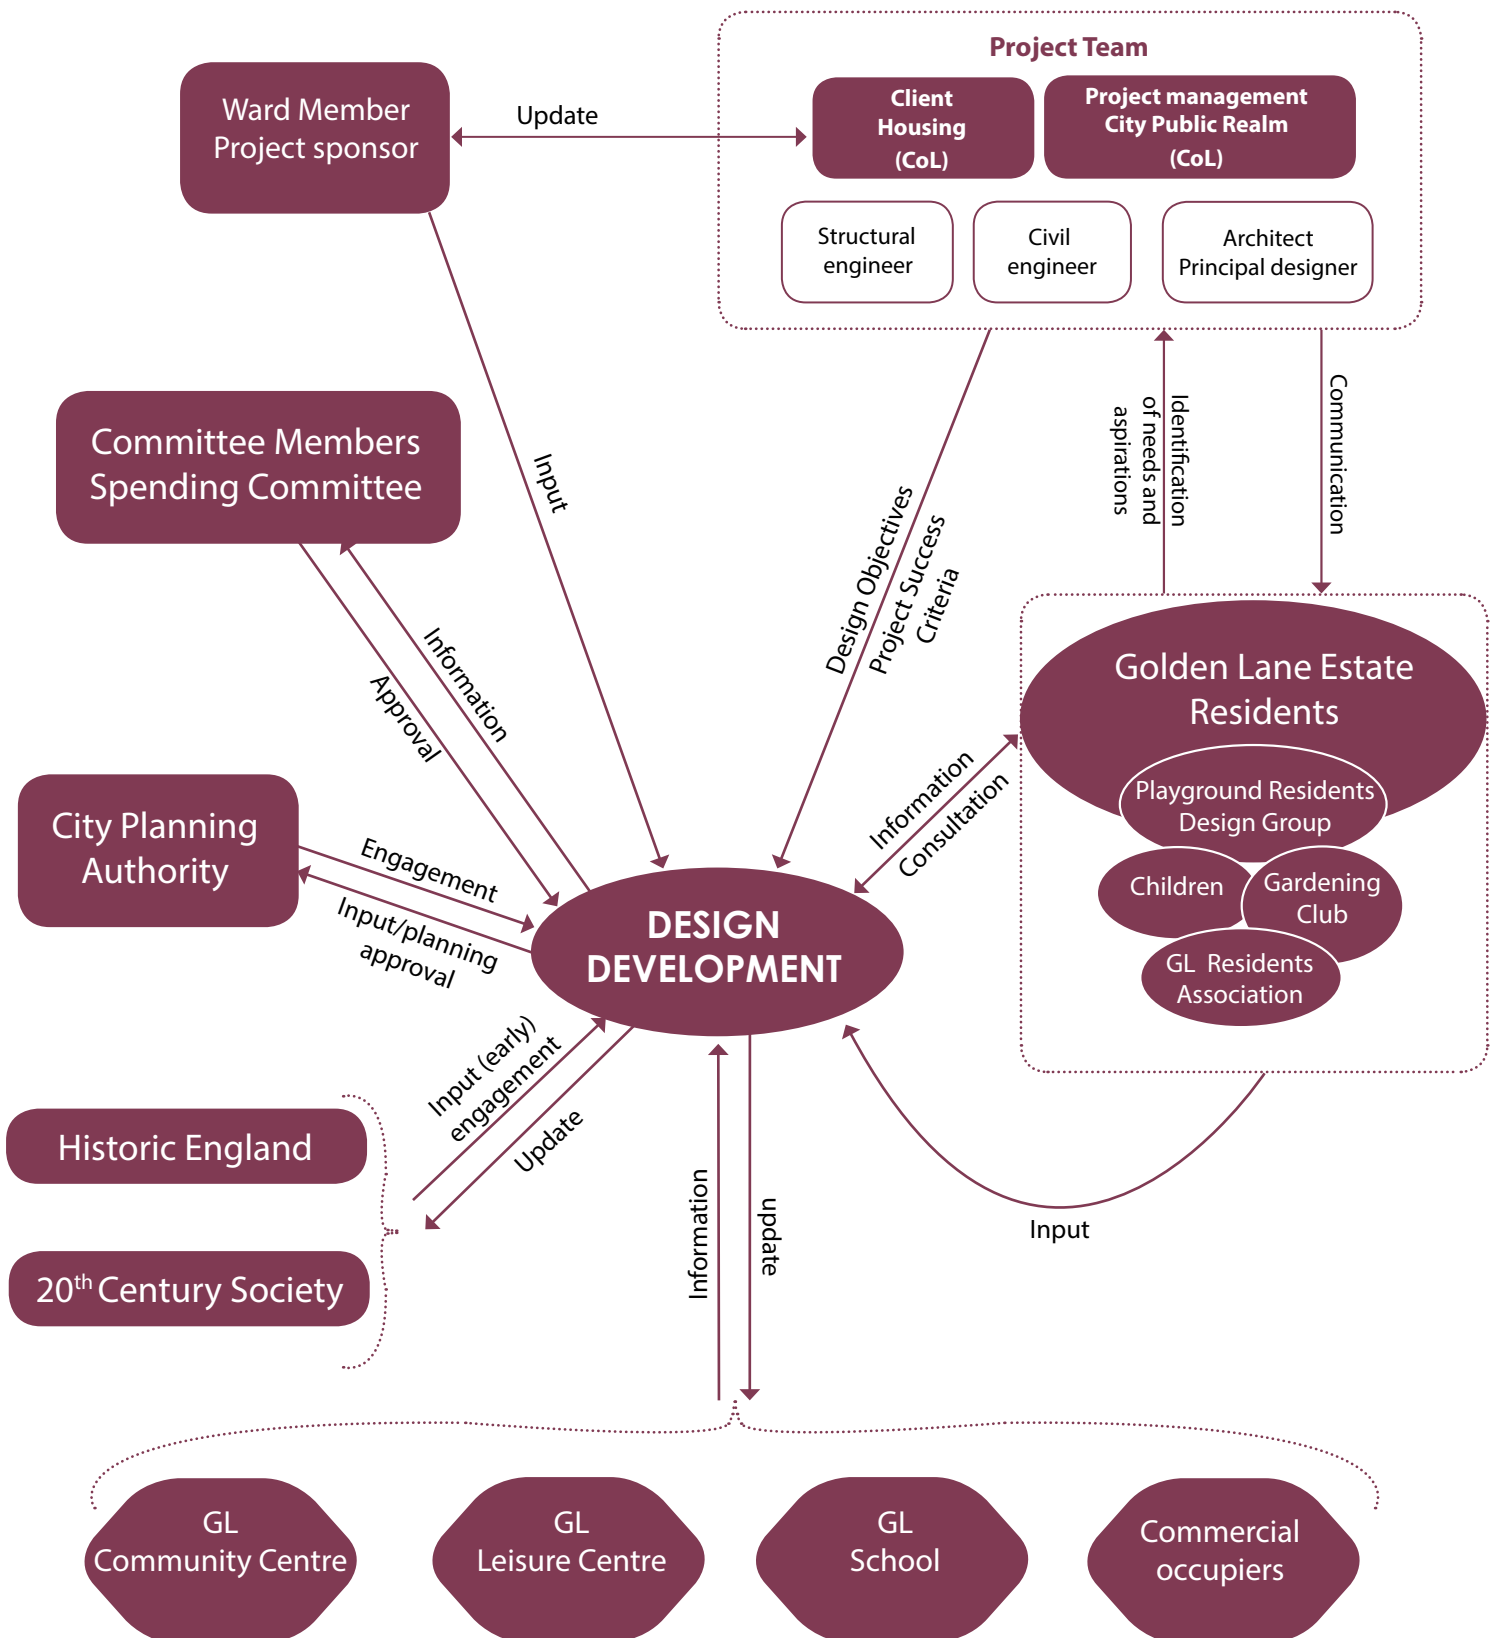 Project Team
Client
Housing
(CoL)
Project management
City Public Realm
(CoL)
Ward Member
Project sponsor
Update
Structural
engineer
Civil
engineer
Architect
Principal designer
Committee Members
Spending Committee
Input
Design Objectives
Project Success
Criteria
Identification
of needs and
aspirations
Communication
Information
Approval
Golden Lane Estate
Residents
Playground Residents
Design Group
Children
Gardening
Club
GL Residents
Association
Information
Consultation
City Planning
Authority
Engagement
Input/planning
approval
DESIGN
DEVELOPMENT
Input (early)
engagement
Update
Historic England
20th Century Society
Information
update
Input
GL
Community Centre
GL
Leisure Centre
GL
School
Commercial
occupiers